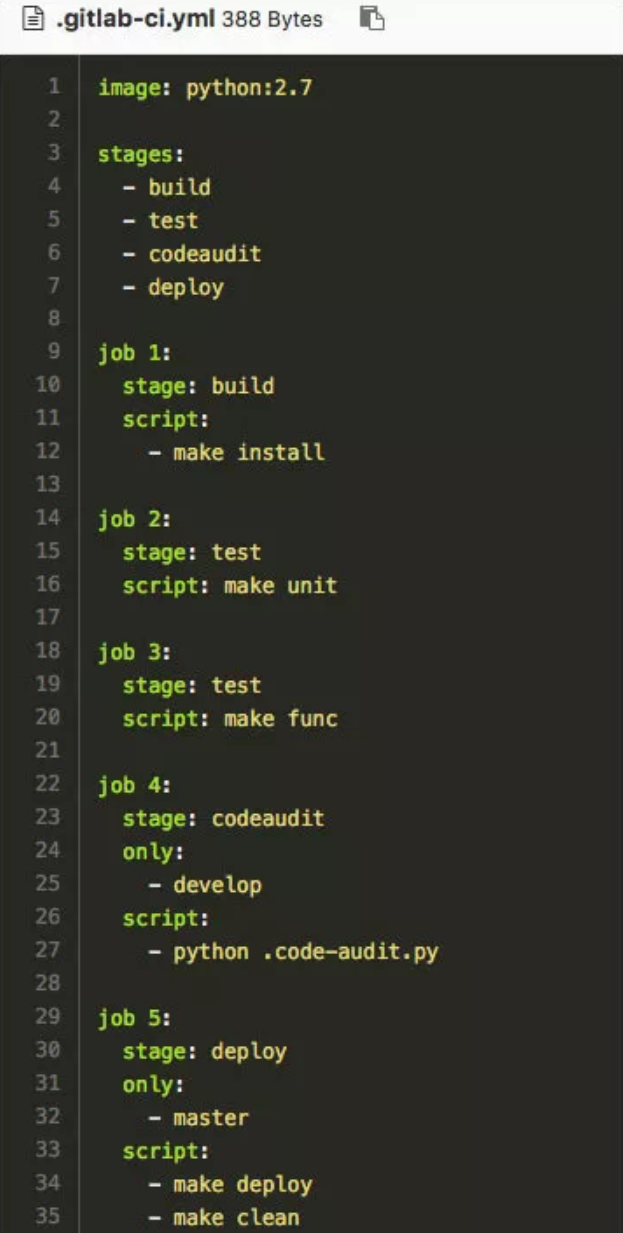 .gitlab-ci.yml 388 Bytes
1 image: python:2.7
2
3 stages:
4   - build
5   - test
6   - codeaudit
7   - deploy
8
9 job 1:
10   stage: build
11   script:
12     - make install
13
14 job 2:
15   stage: test
16   script: make unit
17
18 job 3:
19   stage: test
20   script: make func
21
22 job 4:
23   stage: codeaudit
24   only:
25     - develop
26   script:
27     - python .code-audit.py
28
29 job 5:
30   stage: deploy
31   only:
32     - master
33   script:
34     - make deploy
35     - make clean